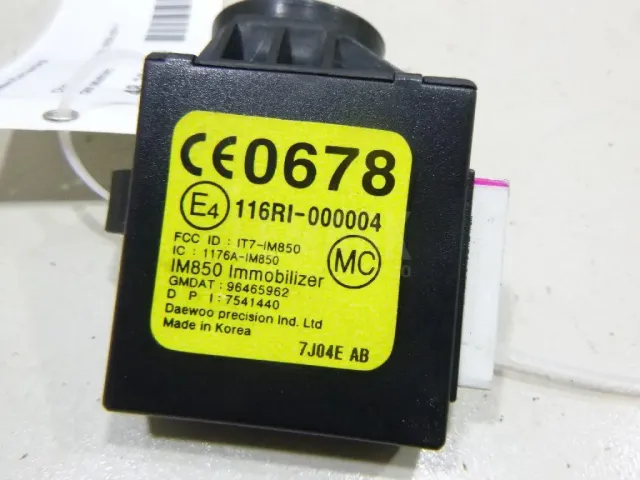 CE0678
E4 116RI-000004
FCC ID : IT7-IM850
IC : 1176A-IM850
MC
IM850 Immobilizer
GMDAT : 96465962
D P I : 7541440
Daewoo precision Ind. Ltd
Made in Korea
7J04E AB